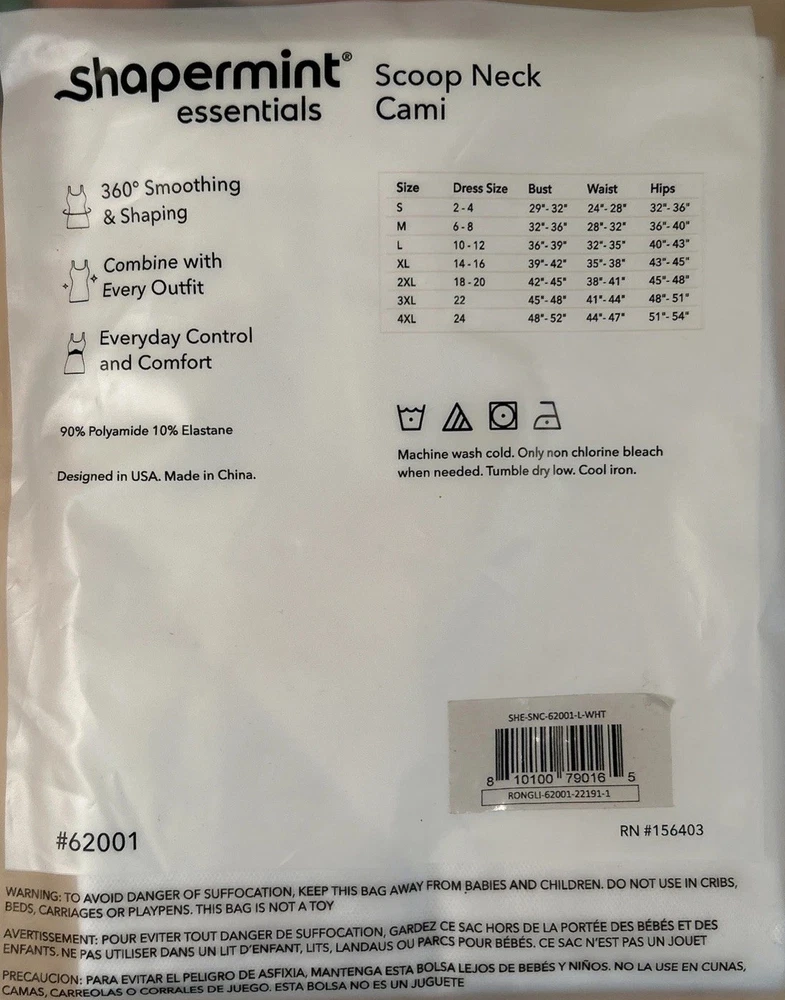 shapermint® essentials
Scoop Neck
Cami
360° Smoothing
& Shaping
Combine with
Every Outfit
Everyday Control
and Comfort
90% Polyamide 10% Elastane
Designed in USA. Made in China.
Size Dress Size Bust Waist Hips
S 2-4 29"-32" 24"-28" 32"-36"
M 6-8 32"-36" 28"-32" 36"-40"
L 10-12 36"-39" 32"-35" 40"-43"
XL 14-16 39"-42" 35"-38" 43"-45"
2XL 18-20 42"-45" 38"-41" 45"-48"
3XL 22 45"-48" 41"-44" 48"-51"
4XL 24 48"-52" 44"-47" 51"-54"
Machine wash cold. Only non chlorine bleach
when needed. Tumble dry low. Cool iron.
SHE-SNC-62001-L-WHT
8 10100 79016 5
RONGLI-62001-22191-1
#62001
RN #156403
WARNING: TO AVOID DANGER OF SUFFOCATION, KEEP THIS BAG AWAY FROM BABIES AND CHILDREN. DO NOT USE IN CRIBS,
BEDS, CARRIAGES OR PLAYPENS. THIS BAG IS NOT A TOY
AVERTISSEMENT: POUR EVITER TOUT DANGER DE SUFFOCATION, GARDEZ CE SAC HORS DE LA PORTÉE DES BÉBÉS ET DES
ENFANTS. NE PAS UTILISER DANS UN LIT D'ENFANT, LITS, LANDAUS OU PARCS POUR BÉBÉS. CE SAC N'EST PAS UN JOUET
PRECAUCION: PARA EVITAR EL PELIGRO DE ASFIXIA, MANTENGA ESTA BOLSA LEJOS DE BEBÉS Y NIÑOS. NO LA USE EN CUNAS,
CAMAS, CARREOLAS O CORRALES DE JUEGO. ESTA BOLSA NO ES UN JUGUETE